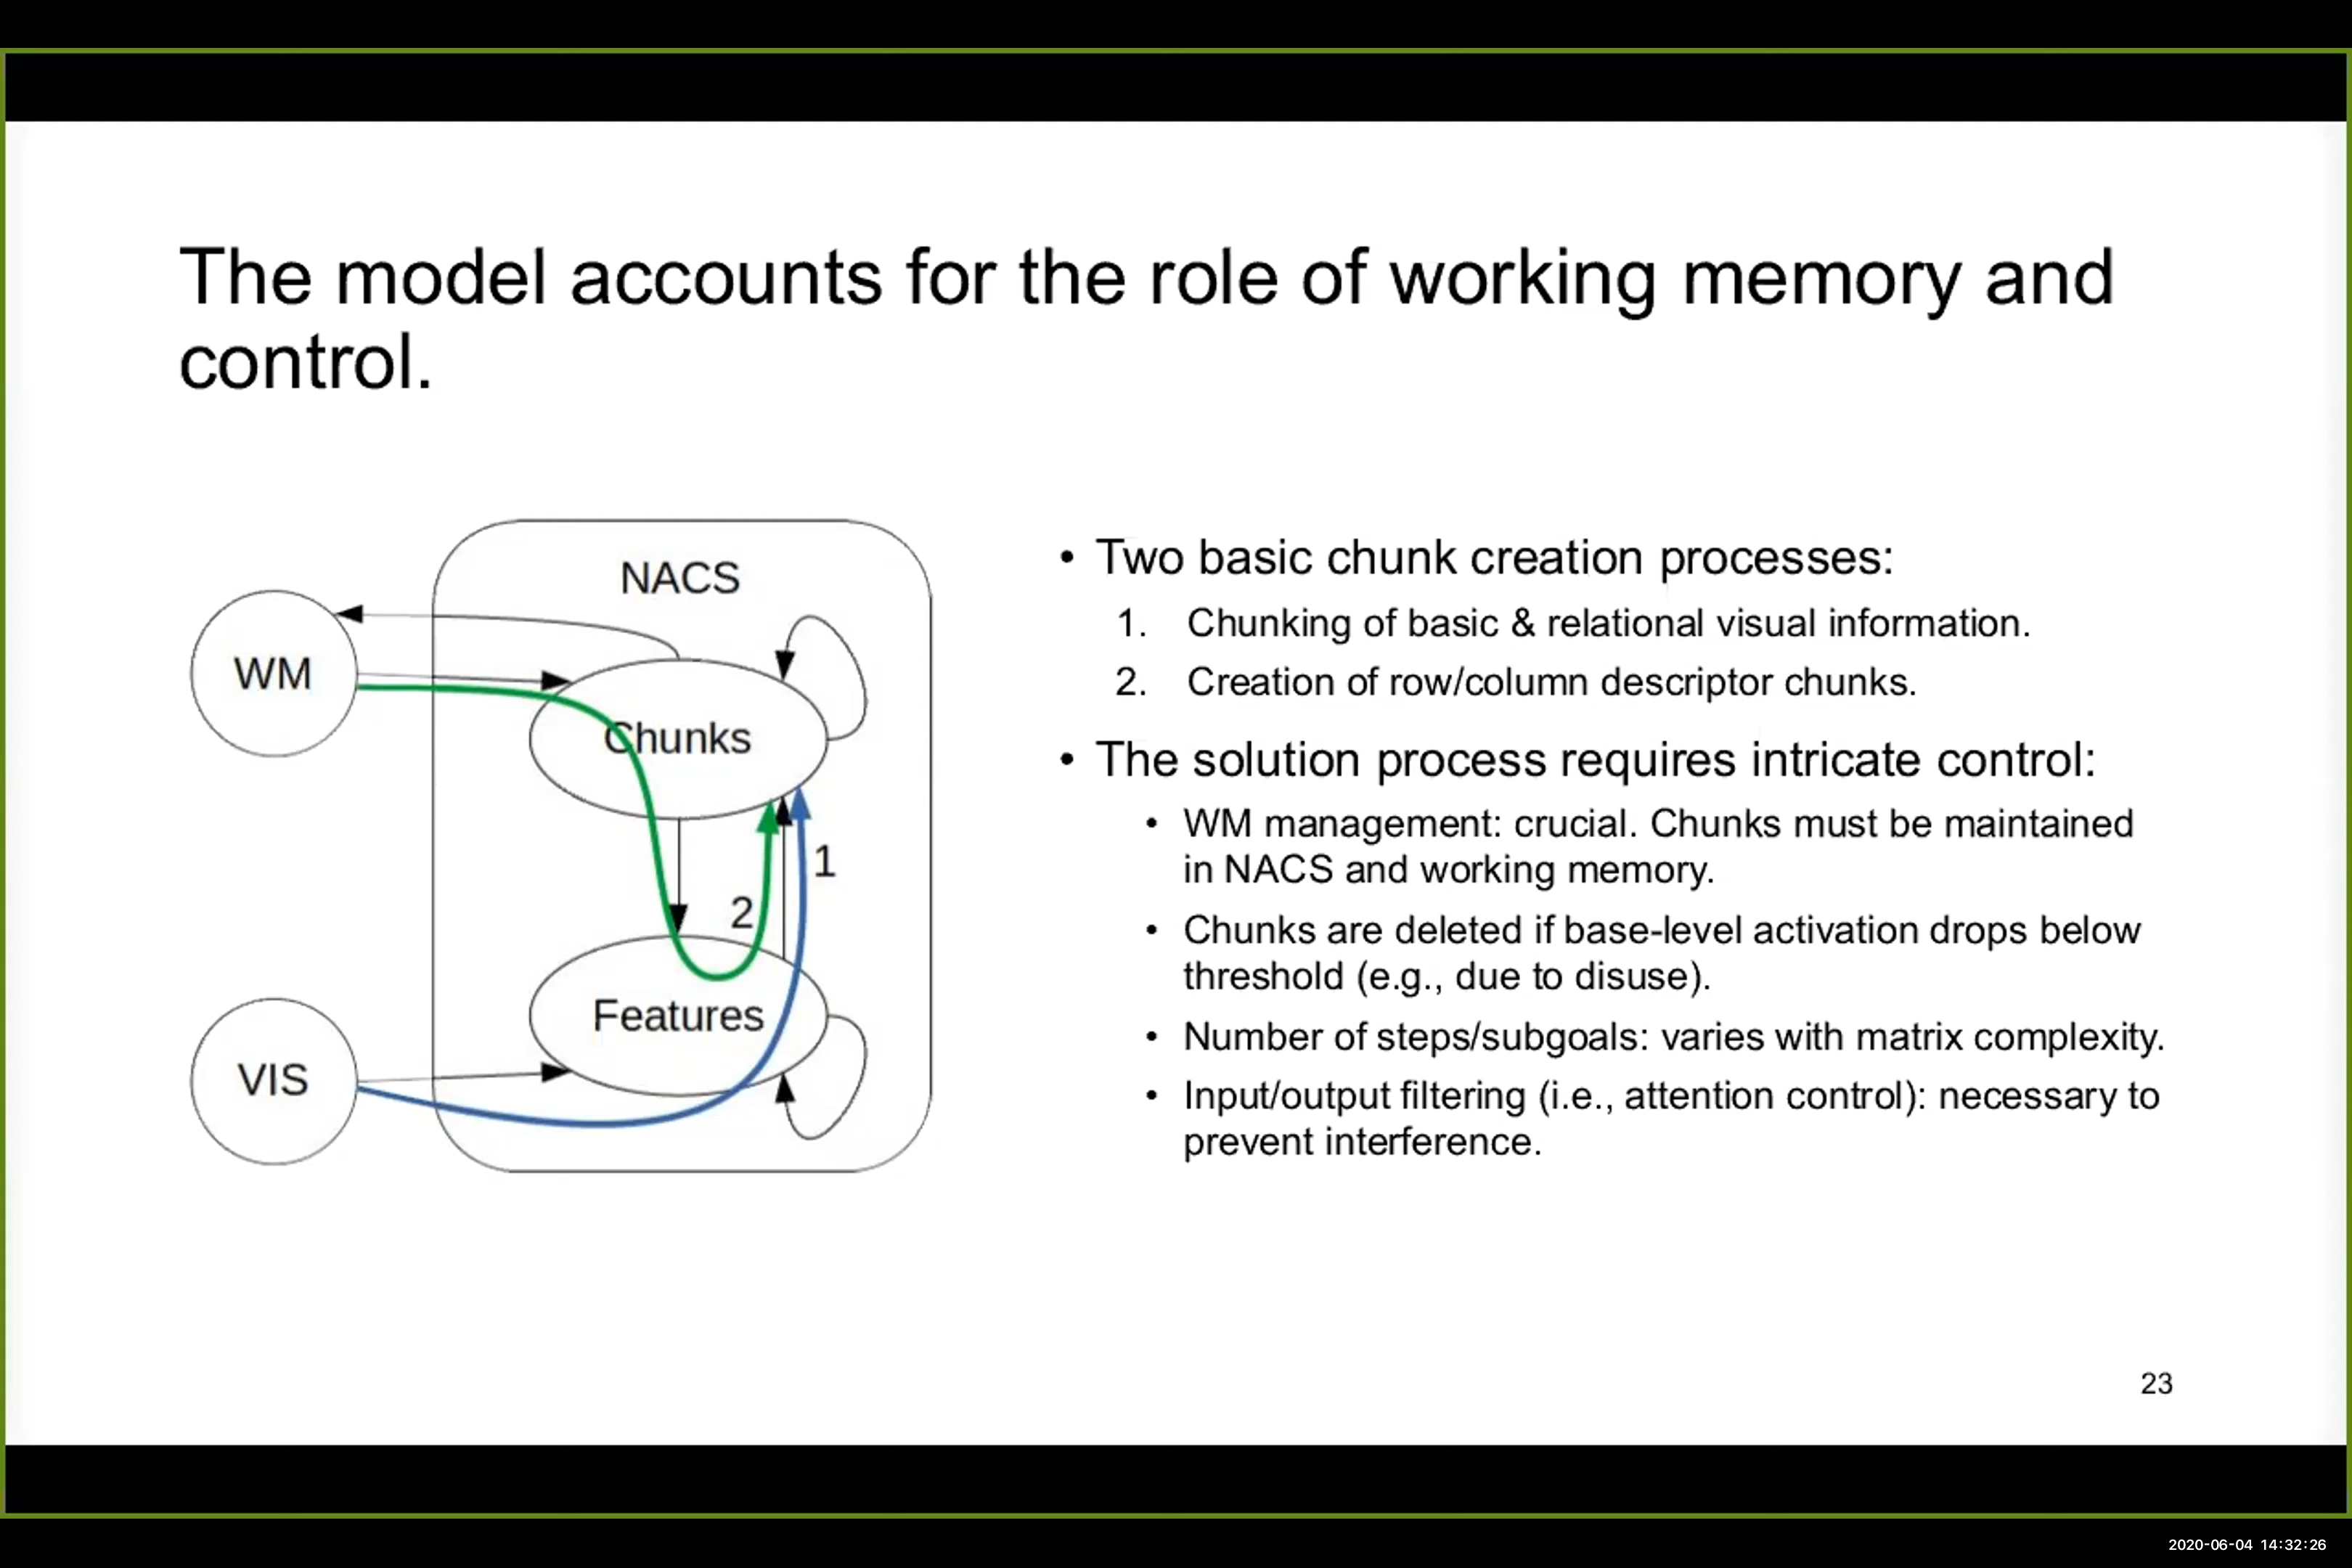 The model accounts for the role of working memory and
control.
NACS
WM
Chunks
1
2
Features
VIS
• Two basic chunk creation processes:
1. Chunking of basic & relational visual information.
2. Creation of row/column descriptor chunks.
• The solution process requires intricate control:
• WM management: crucial. Chunks must be maintained
in NACS and working memory.
• Chunks are deleted if base-level activation drops below
threshold (e.g., due to disuse).
• Number of steps/subgoals: varies with matrix complexity.
• Input/output filtering (i.e., attention control): necessary to
prevent interference.
23
2020-06-04 14:32:26